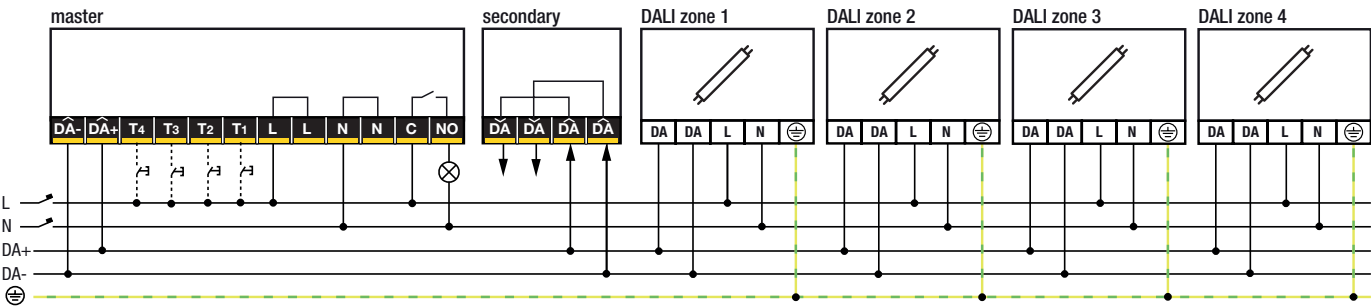 master secondary DALI zone 1 DALI zone 2 DALI zone 3 DALI zone 4
DA- DA+ T4 T3 T2 T1 L L N N C NO DA DA DA DA DA DA L N DA DA L N DA DA L N DA DA L N
L
N
DA+
DA-